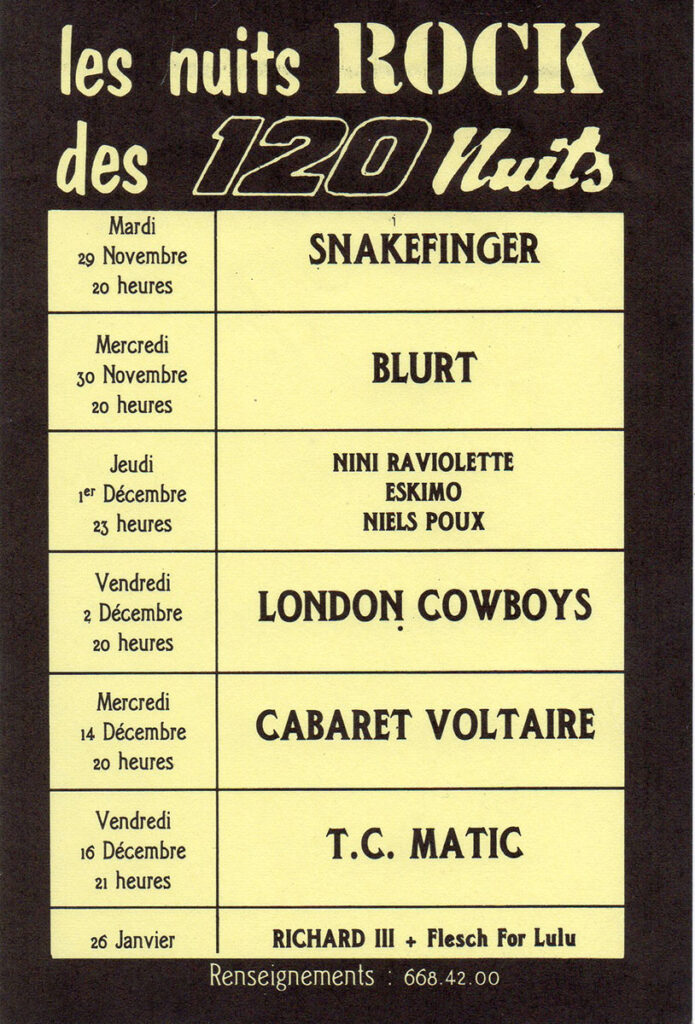 les nuits ROCK
des 120 Nuits
Mardi
29 Novembre
20 heures
SNAKEFINGER
Mercredi
30 Novembre
20 heures
BLURT
Jeudi
1er Décembre
23 heures
NINI RAVIOLETTE
ESKIMO
NIELS POUX
Vendredi
2 Décembre
20 heures
LONDON COWBOYS
Mercredi
14 Décembre
20 heures
CABARET VOLTAIRE
Vendredi
16 Décembre
21 heures
T.C. MATIC
26 Janvier
RICHARD III + Flesch For Lulu
Renseignements : 668.42.00